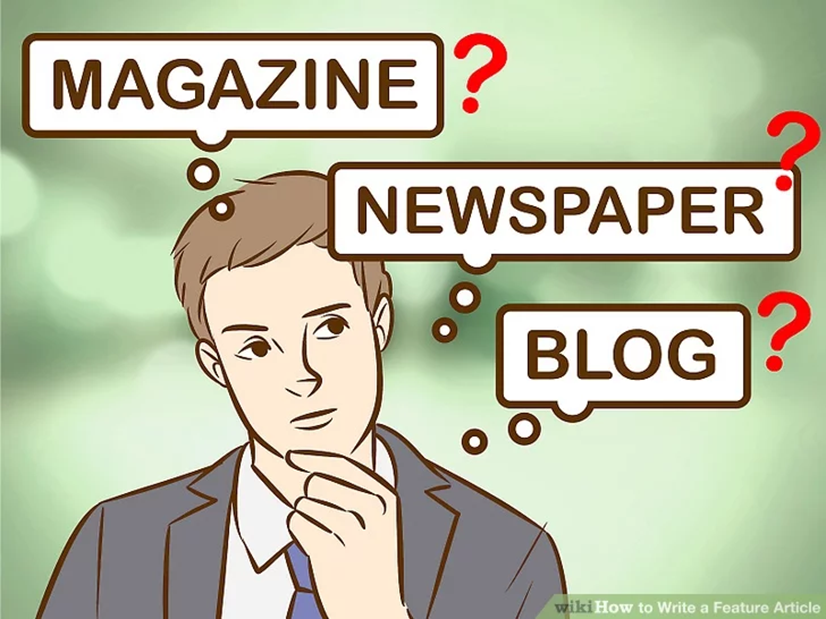 MAGAZINE ?
NEWSPAPER ?
BLOG ?
wikiHow to Write a Feature Article